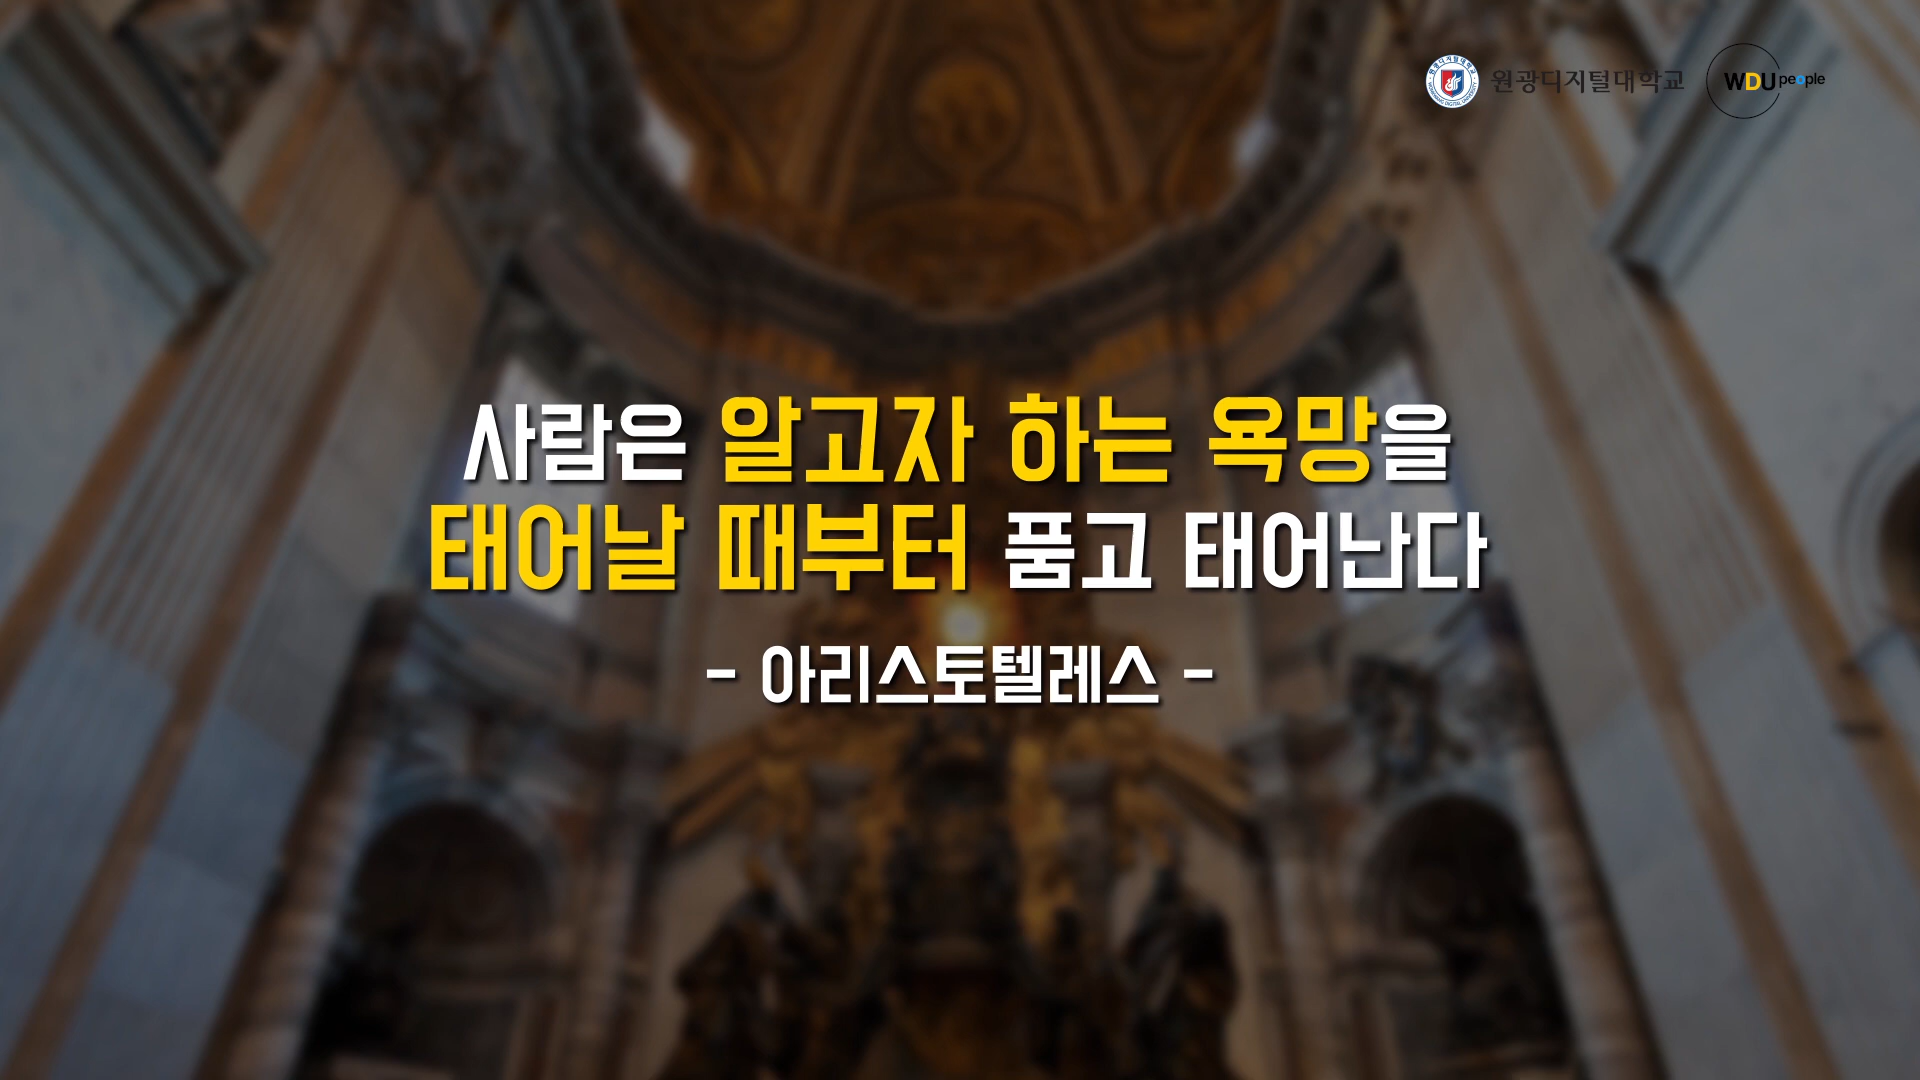 원광디지털대학교
WDU people
사람은 알고자 하는 욕망을
태어날 때부터 품고 태어난다
- 아리스토텔레스 -